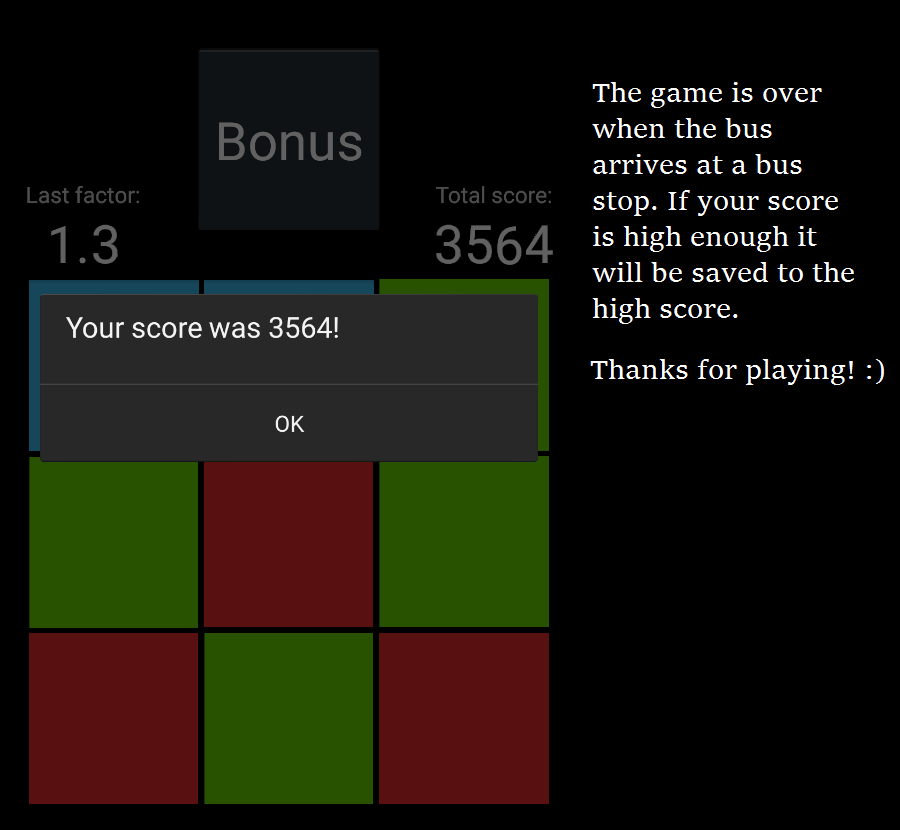 Bonus
Last factor:
1.3
Total score:
3564
Your score was 3564!
OK
The game is over
when the bus
arrives at a bus
stop. If your score
is high enough it
will be saved to the
high score.
Thanks for playing! :)